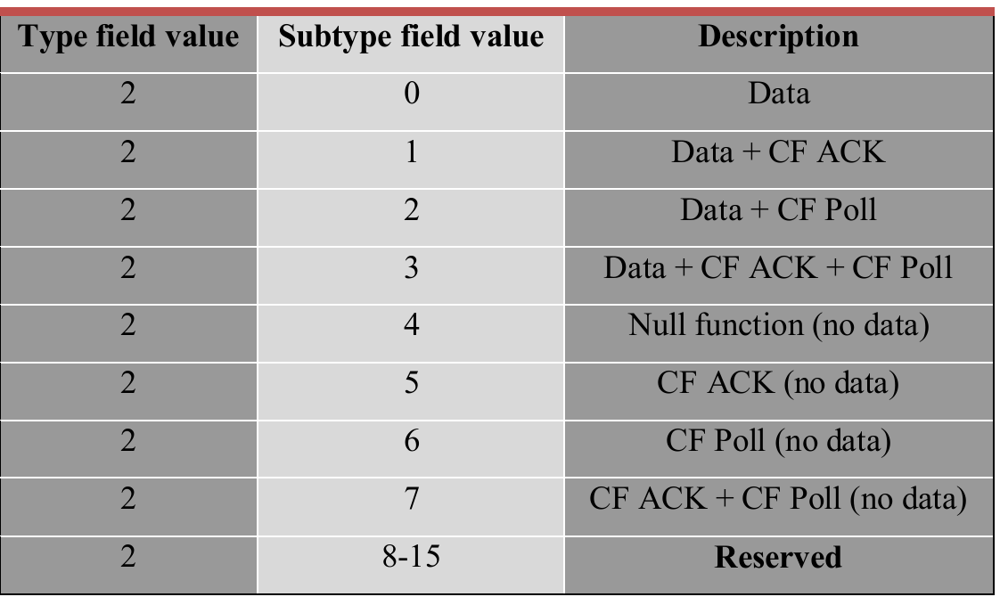 Type field value Subtype field value Description
2 0 Data
2 1 Data + CF ACK
2 2 Data + CF Poll
2 3 Data + CF ACK + CF Poll
2 4 Null function (no data)
2 5 CF ACK (no data)
2 6 CF Poll (no data)
2 7 CF ACK + CF Poll (no data)
2 8-15 Reserved